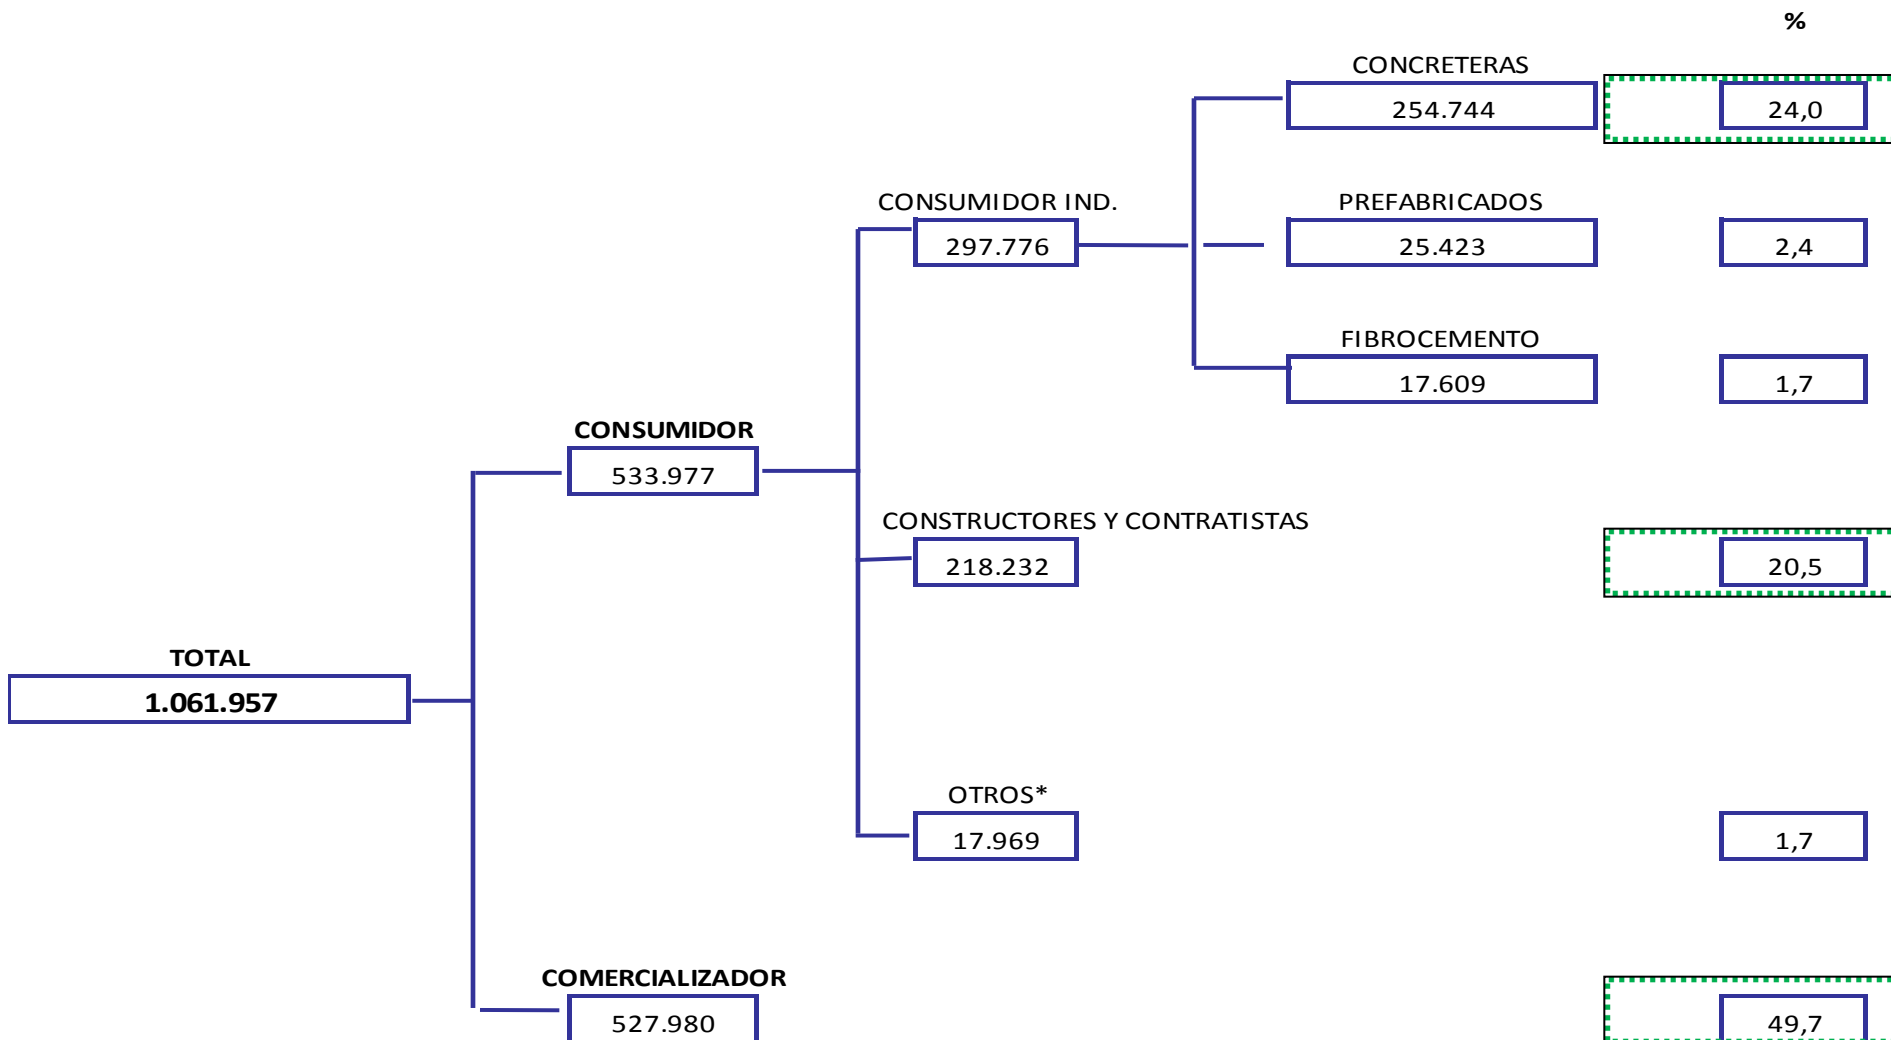 %
CONCRETERAS
254.744 24,0
CONSUMIDOR IND. PREFABRICADOS
297.776 25.423 2,4
FIBROCEMENTO
17.609 1,7
CONSUMIDOR
533.977
CONSTRUCTORES Y CONTRATISTAS
218.232 20,5
TOTAL
1.061.957
OTROS*
17.969 1,7
COMERCIALIZADOR
527.980 49,7